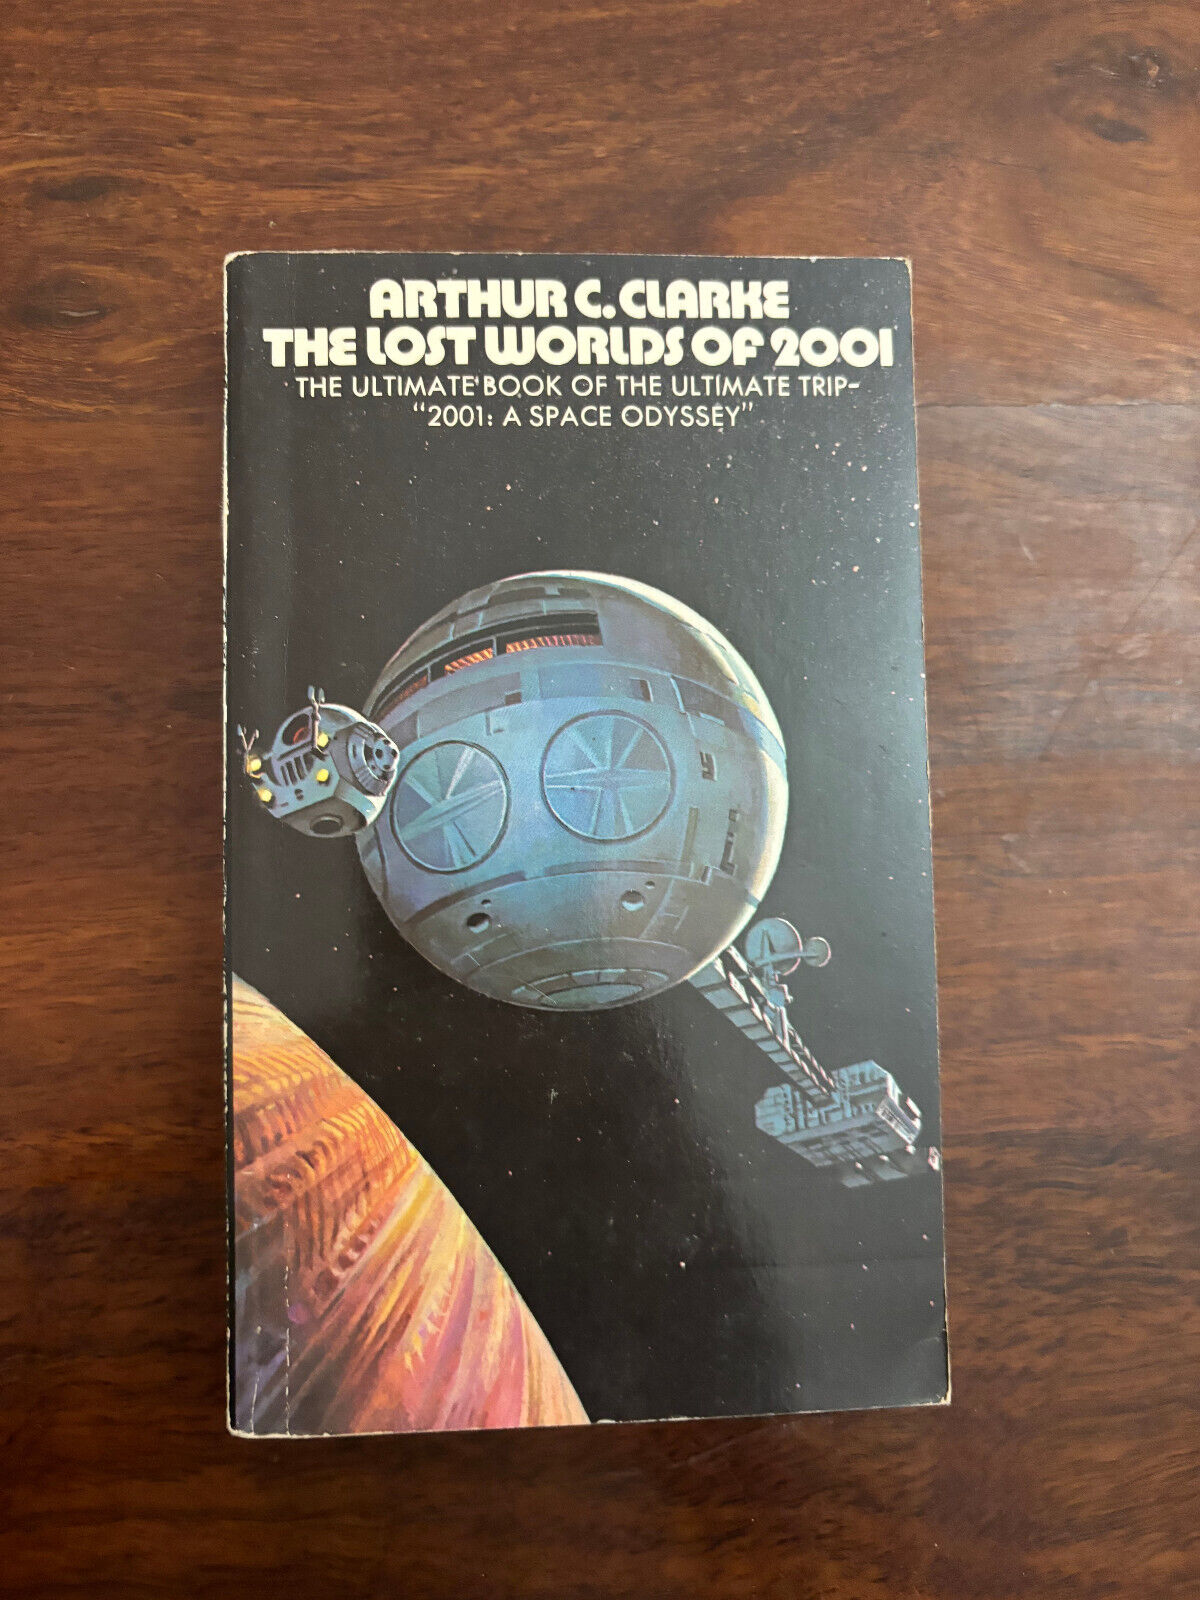 ARTHUR C. CLARKE
THE LOST WORLDS OF 2001
THE ULTIMATE BOOK OF THE ULTIMATE TRIP-
"2001: A SPACE ODYSSEY"